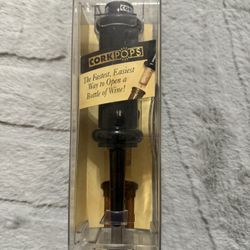 CORKPOPS
The Fastest, Easiest
Way to Open a
Bottle of Wine!